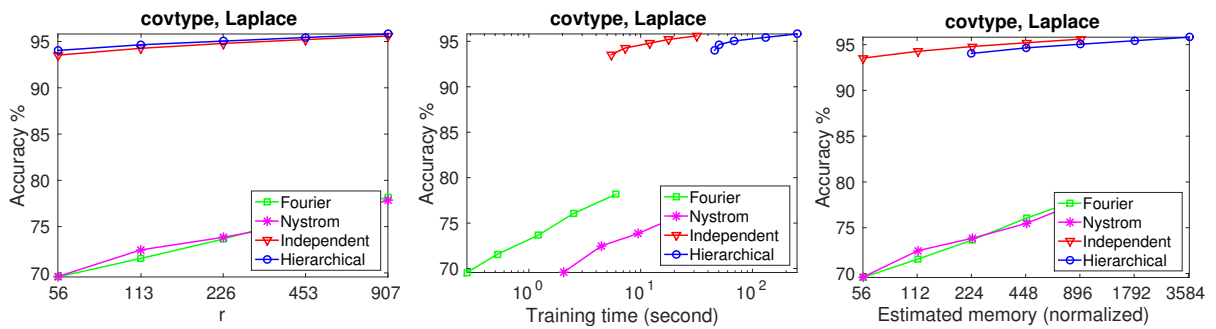 covtype, Laplace
Accuracy %
95
90
85
80
75
70
56 113 226 453 907
r
Fourier
Nystrom
Independent
Hierarchical
covtype, Laplace
Accuracy %
95
90
85
80
75
70
10^0 10^1 10^2
Training time (second)
Fourier
Nystrom
Independent
Hierarchical
covtype, Laplace
Accuracy %
95
90
85
80
75
70
56 112 224 448 896 1792 3584
Estimated memory (normalized)
Fourier
Nystrom
Independent
Hierarchical